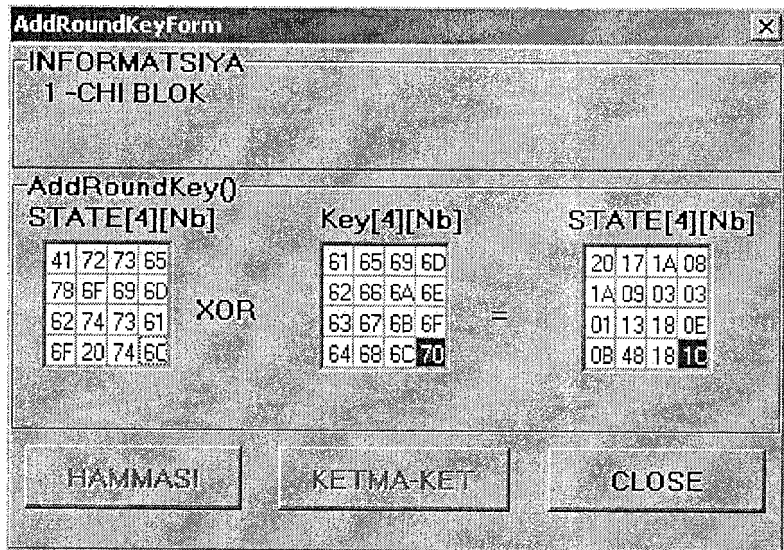 AddRoundKeyForm
INFORMATSIYA
1 -CHI BLOK
AddRoundKey()
STATE[4][Nb] Key[4][Nb] STATE[4][Nb]
41 72 73 65 61 65 69 6D 20 17 1A 08
78 6F 69 6D 62 66 6A 6E 1A 09 03 03
XOR =
62 74 73 61 63 67 6B 6F 01 13 18 0E
6F 20 74 6C 64 68 6C 70 0B 48 18 1C
HAMMASI KETMA-KET CLOSE